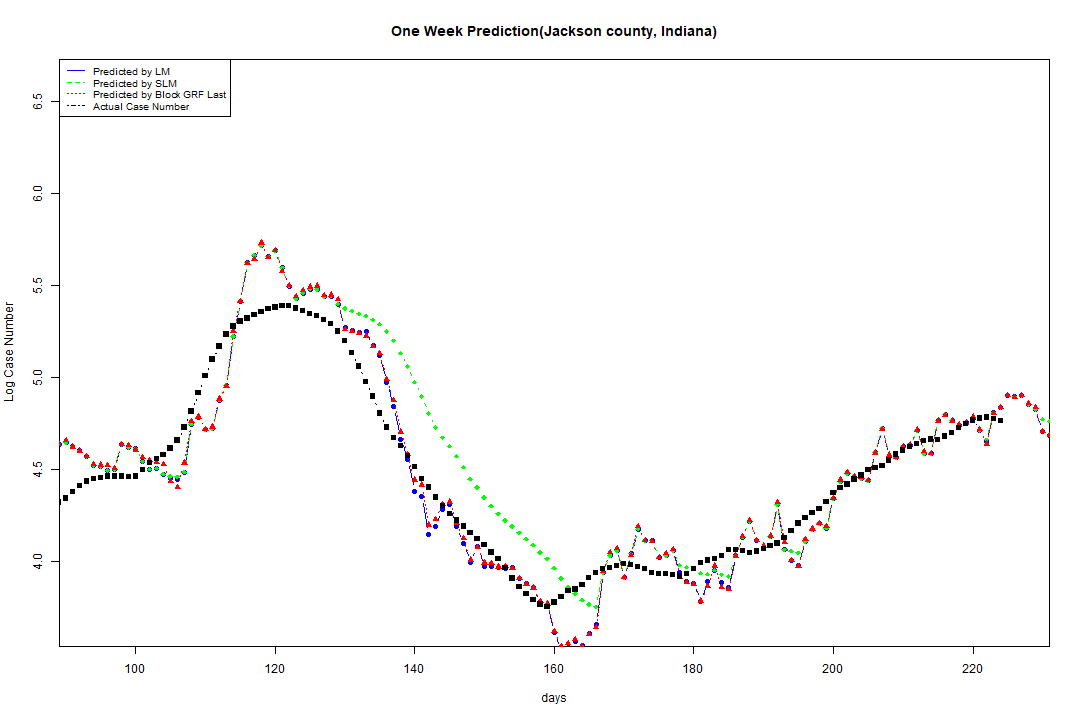 One Week Prediction(Jackson county, Indiana)
Predicted by LM
Predicted by SLM
Predicted by Block GRF Last
Actual Case Number
6.5
6.0
5.5
5.0
4.5
4.0
Log Case Number
100 120 140 160 180 200 220
days